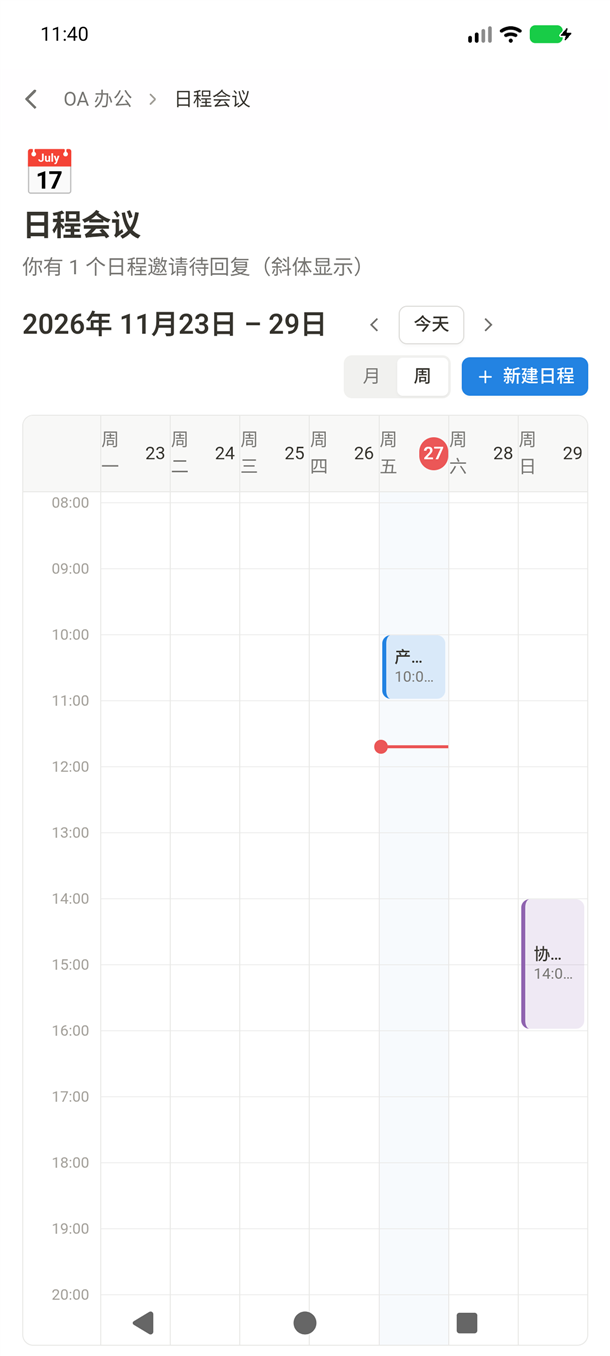 11:40
OA 办公 > 日程会议
July
17
日程会议
你有 1 个日程邀请待回复（斜体显示）
2026年 11月23日 – 29日
今天
月 周
+ 新建日程
周一 23 周二 24 周三 25 周四 26 周五 27 周六 28 周日 29
08:00
09:00
10:00
产...
10:0...
11:00
12:00
13:00
14:00
协...
14:0...
15:00
16:00
17:00
18:00
19:00
20:00